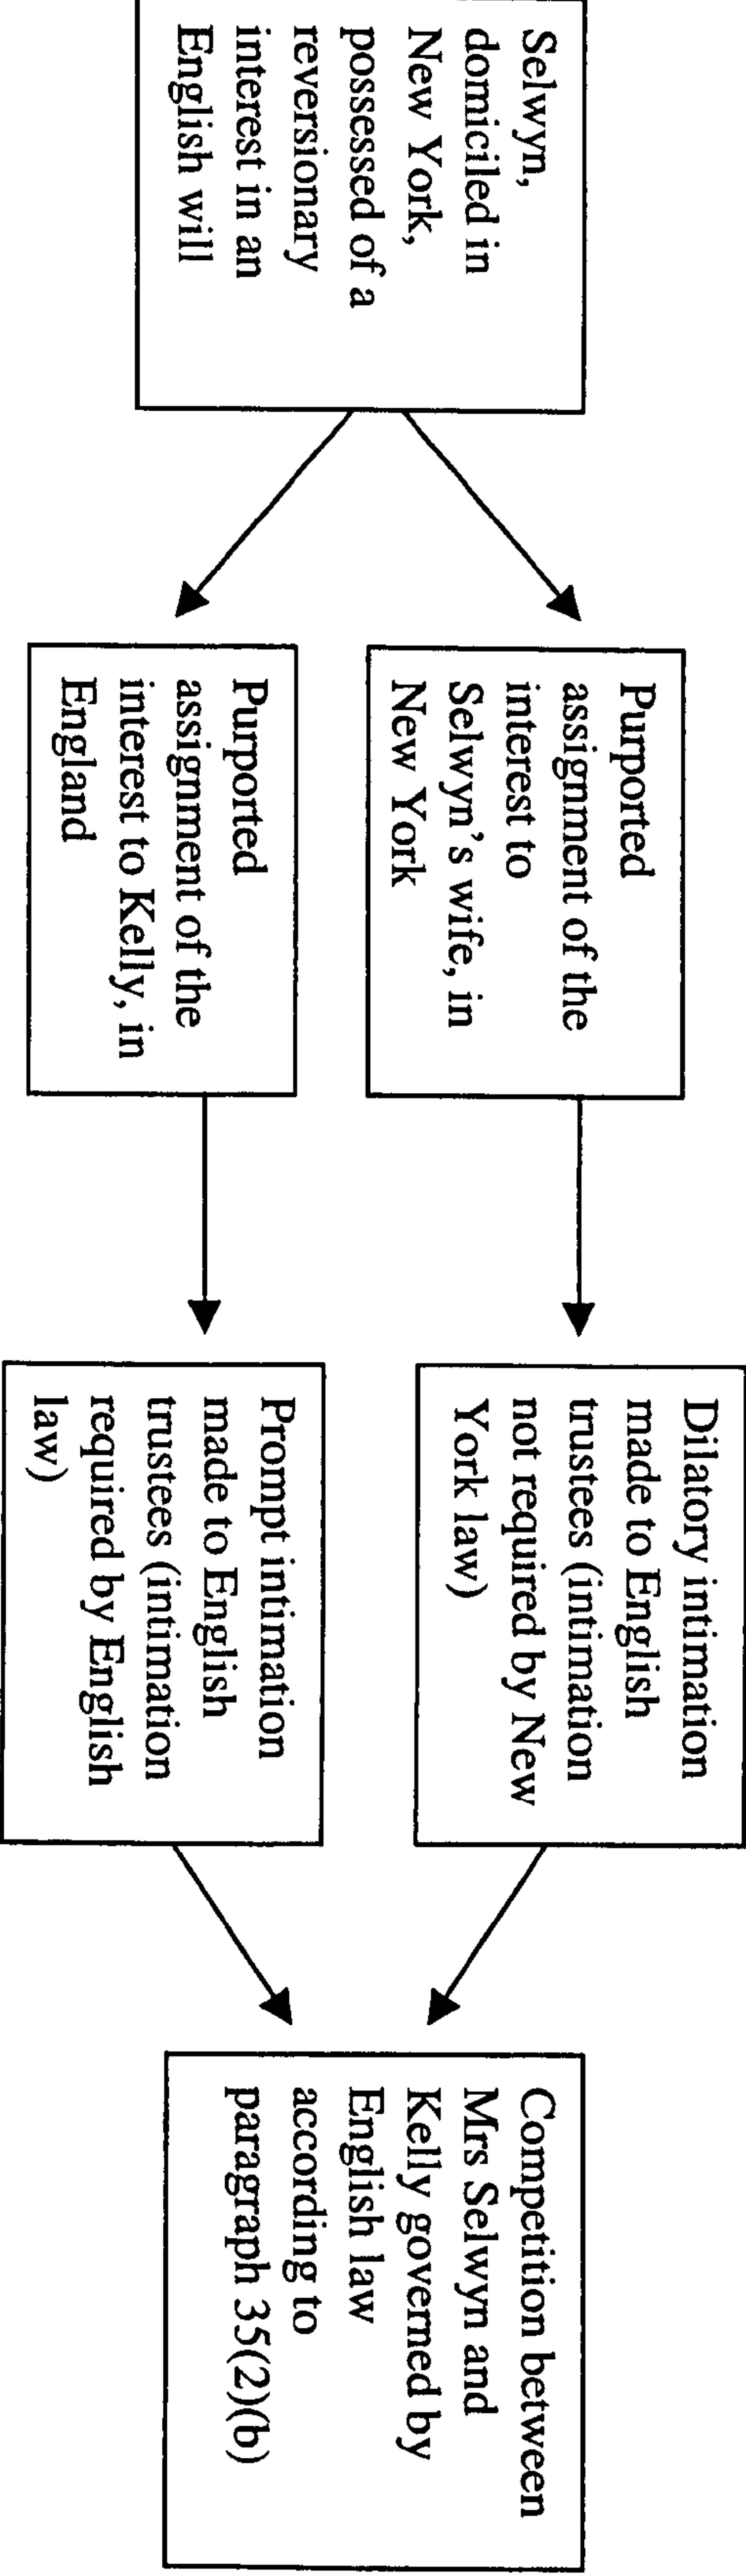 Selwyn,
domiciled in
New York,
possessed of a
reversionary
interest in an
English will
Purported
assignment of the
interest to
Selwyn's wife, in
New York
Purported
assignment of the
interest to Kelly, in
England
Dilatory intimation
made to English
trustees (intimation
not required by New
York law)
Prompt intimation
made to English
trustees (intimation
required by English
law)
Competition between
Mrs Selwyn and
Kelly governed by
English law
according to
paragraph 35(2)(b)